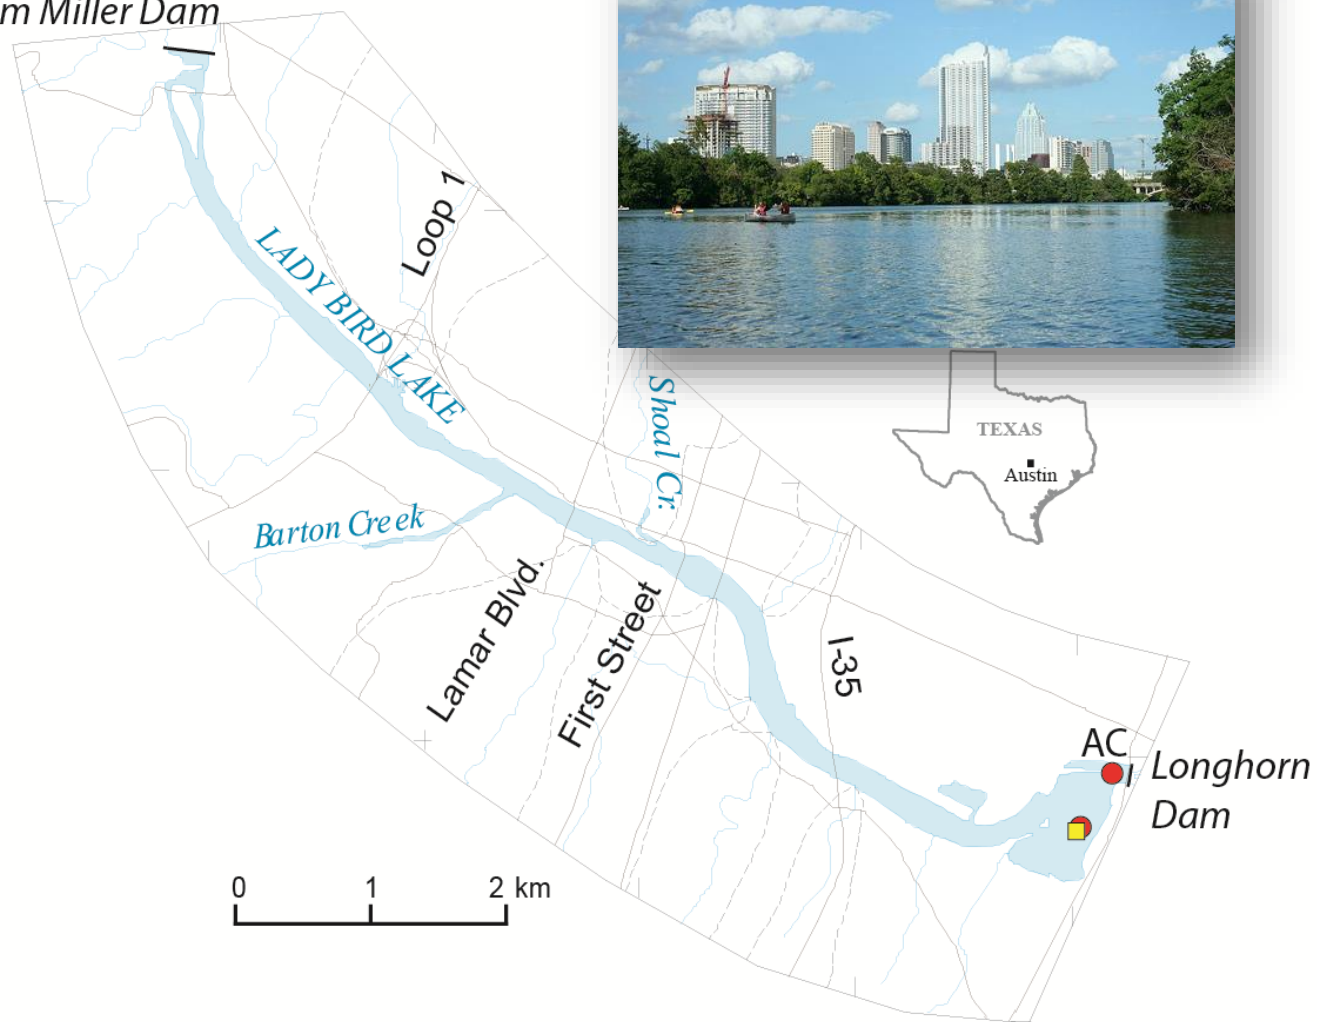 m Miller Dam
Loop 1
LADY BIRD LAKE
Shoal Cr.
TEXAS
Austin
Barton Creek
Lamar Blvd.
First Street
I-35
AC
Longhorn
Dam
0 1 2 km